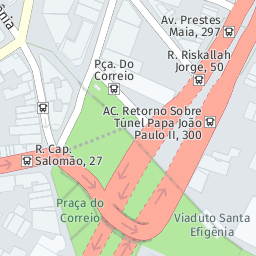 ônia
Av. Prestes
Maia, 297
R. Riskallah
Jorge, 50
Pça. Do
Correio
AC. Retorno Sobre
Túnel Papa João
Paulo II, 300
R. Cap.
Salomão, 27
Praça do
Correio
Viaduto Santa
Efigênia